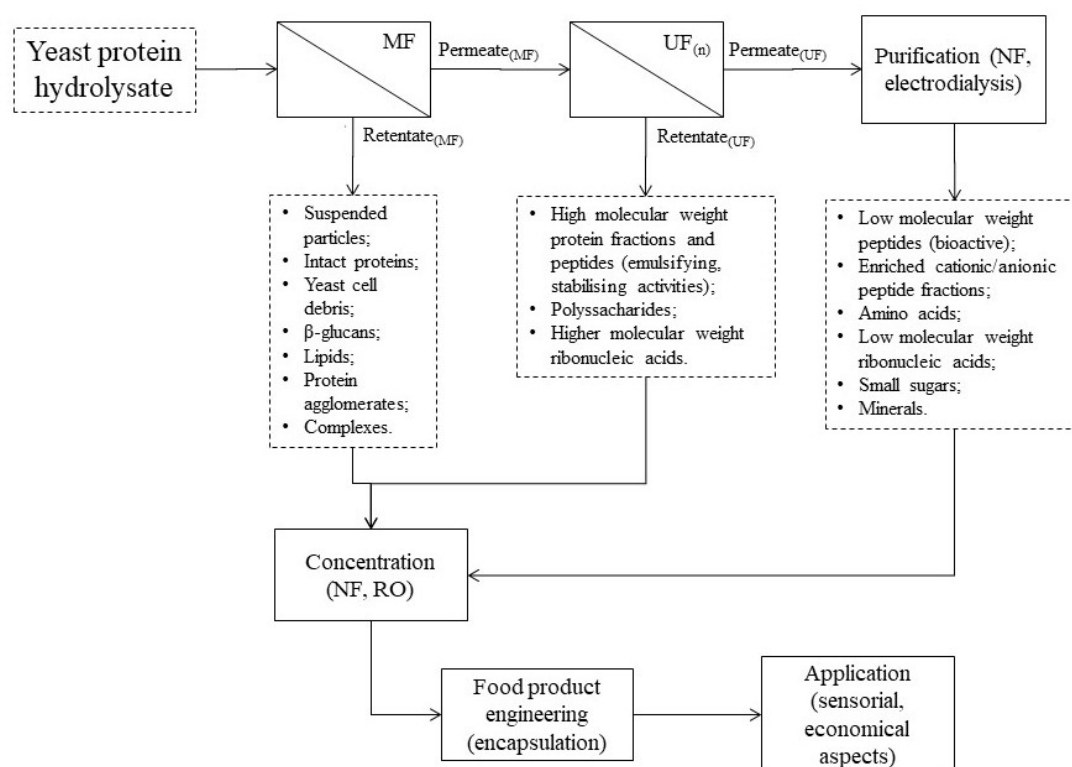 Yeast protein
hydrolysate
MF
Permeate(MF)
UF(n)
Permeate(UF)
Purification (NF,
electrodialysis)
Retentate(MF)
Retentate(UF)
• Suspended
particles;
• Intact proteins;
• Yeast cell
debris;
• β-glucans;
• Lipids;
• Protein
agglomerates;
• Complexes.
• High molecular weight
protein fractions and
peptides (emulsifying,
stabilising activities);
• Polyssacharides;
• Higher molecular weight
ribonucleic acids.
• Low molecular weight
peptides (bioactive);
• Enriched cationic/anionic
peptide fractions;
• Amino acids;
• Low molecular weight
ribonucleic acids;
• Small sugars;
• Minerals.
Concentration
(NF, RO)
Food product
engineering
(encapsulation)
Application
(sensorial,
economical
aspects)